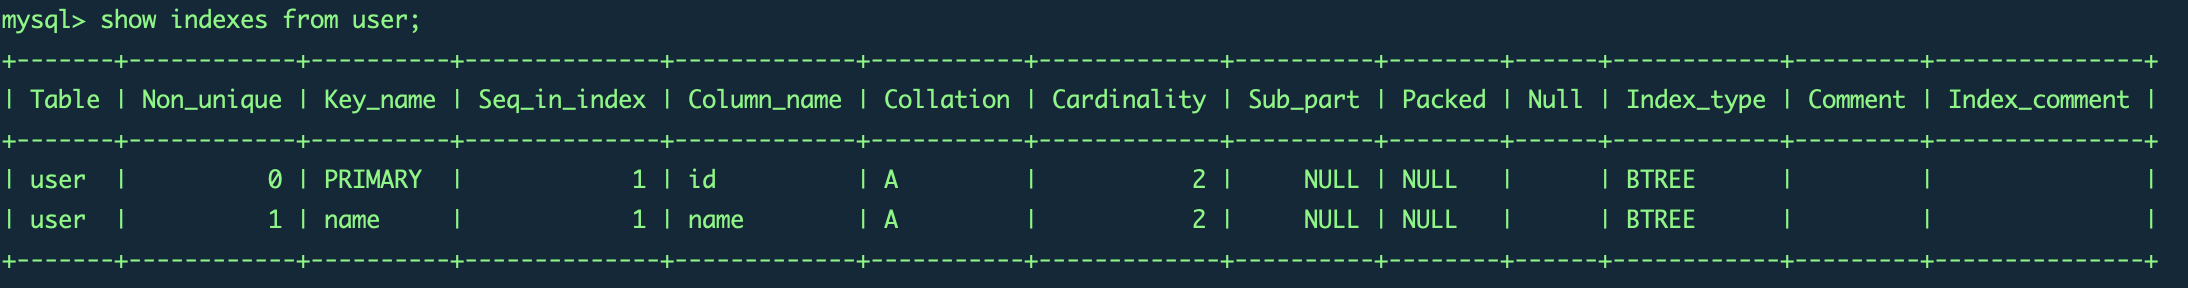 mysql> show indexes from user;
+-------+------------+----------+--------------+-------------+-----------+-------------+----------+--------+------+------------+---------+---------------+
| Table | Non_unique | Key_name | Seq_in_index | Column_name | Collation | Cardinality | Sub_part | Packed | Null | Index_type | Comment | Index_comment |
+-------+------------+----------+--------------+-------------+-----------+-------------+----------+--------+------+------------+---------+---------------+
| user  |          0 | PRIMARY  |            1 | id          | A         |           2 |     NULL | NULL   |      | BTREE      |         |               |
| user  |          1 | name     |            1 | name        | A         |           2 |     NULL | NULL   |      | BTREE      |         |               |
+-------+------------+----------+--------------+-------------+-----------+-------------+----------+--------+------+------------+---------+---------------+